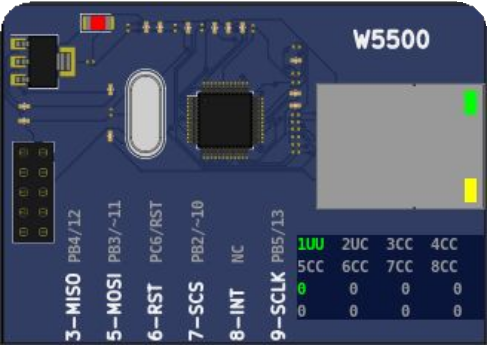 W5500
3-MISO PB4/12
5-MOSI PB3/~11
6-RST PC6/RST
7-SCS PB2/~10
8-INT NC
9-SCLK PB5/13
1UU 2UC 3CC 4CC
5CC 6CC 7CC 8CC
0 0 0 0
0 0 0 0